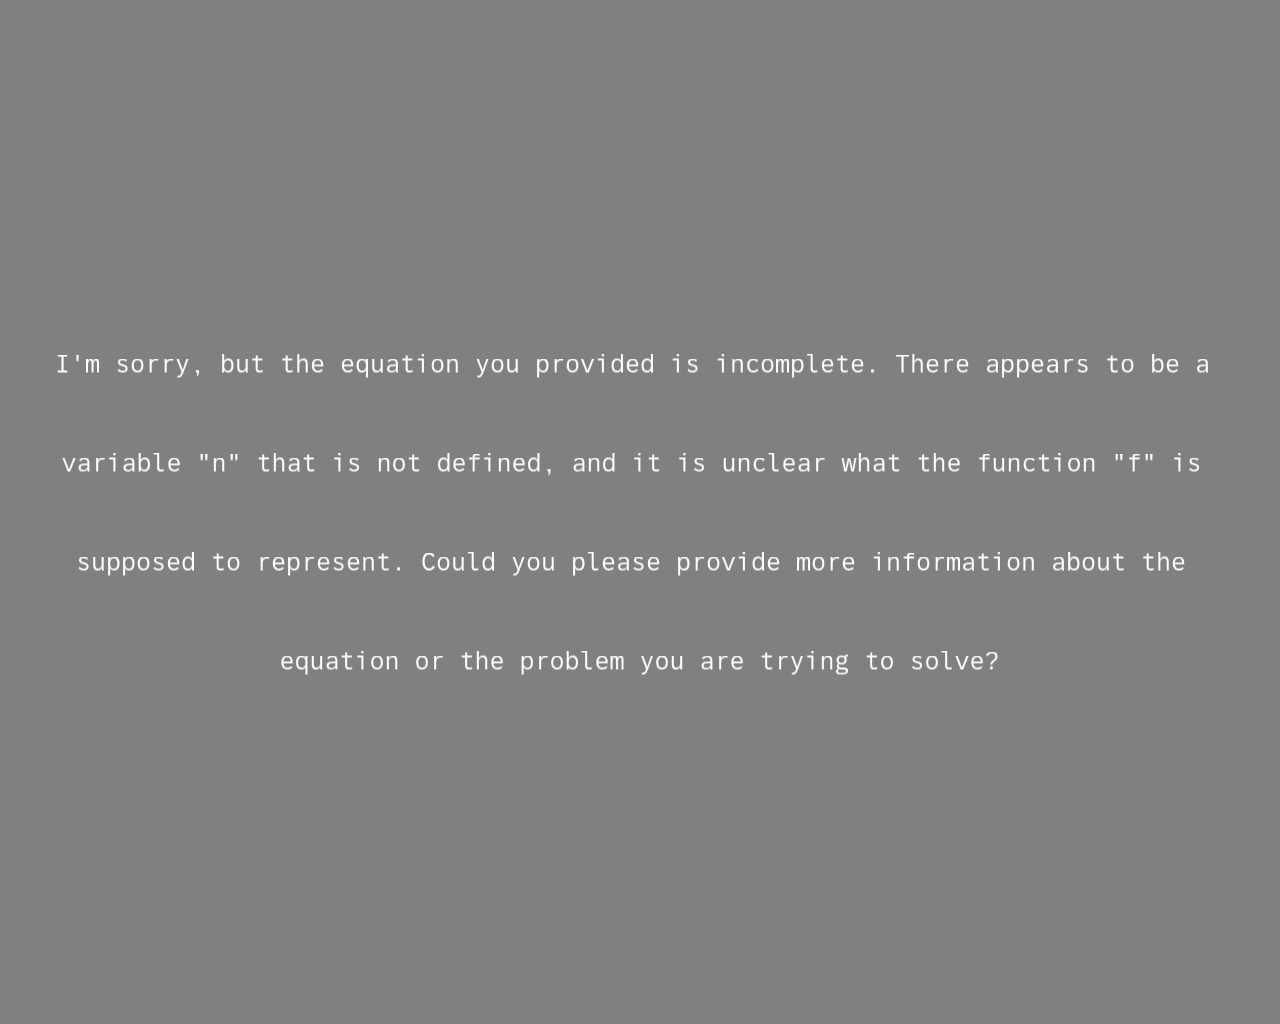 I'm sorry, but the equation you provided is incomplete. There appears to be a
variable "n" that is not defined, and it is unclear what the function "f" is
supposed to represent. Could you please provide more information about the
equation or the problem you are trying to solve?